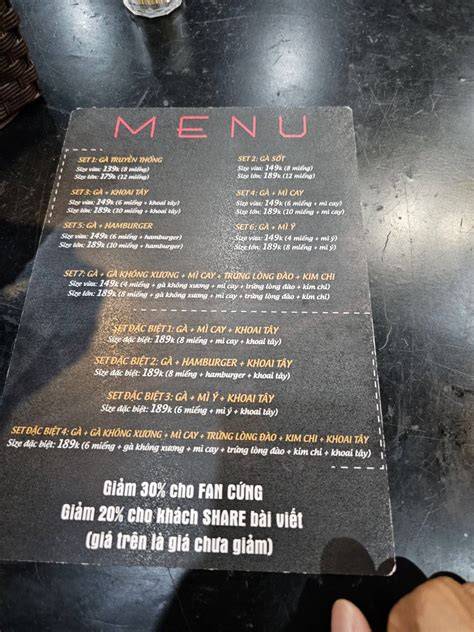 MENU
SET 1: GÀ TRUYỀN THỐNG
Size vừa: 139k (8 miếng)
Size lớn: 175k (12 miếng)
SET 2: GÀ SỐT
Size vừa: 149k (8 miếng)
Size lớn: 189k (12 miếng)
SET 3: GÀ + KHOAI TÂY
Size vừa: 149k (6 miếng + khoai tây)
Size lớn: 189k (10 miếng + khoai tây)
SET 4: GÀ + MÌ CAY
Size vừa: 149k (6 miếng + mì cay)
Size lớn: 189k (10 miếng + mì cay)
SET 5: GÀ + HAMBURGER
Size vừa: 149k (6 miếng + hamburger)
Size lớn: 189k (10 miếng + hamburger)
SET 6: GÀ + MÌ Ý
Size vừa: 149k (4 miếng + mì ý)
Size lớn: 189k (8 miếng + mì ý)
SET 7: GÀ + GÀ KHÔNG XƯƠNG + MÌ CAY + TRỨNG LÒNG ĐÀO + KIM CHI
Size vừa: 149k (4 miếng + gà không xương + mì cay + trứng lòng đào + kim chi)
Size lớn: 189k (8 miếng + gà không xương + mì cay + trứng lòng đào + kim chi)
SET ĐẶC BIỆT 1: GÀ + MÌ CAY + KHOAI TÂY
Size đặc biệt: 189k (8 miếng + mì cay + khoai tây)
SET ĐẶC BIỆT 2: GÀ + HAMBURGER + KHOAI TÂY
Size đặc biệt: 189k (8 miếng + hamburger + khoai tây)
SET ĐẶC BIỆT 3: GÀ + MÌ Ý + KHOAI TÂY
Size đặc biệt: 189k (6 miếng + mì ý + khoai tây)
SET ĐẶC BIỆT 4: GÀ + GÀ KHÔNG XƯƠNG + MÌ CAY + TRỨNG LÒNG ĐÀO + KIM CHI + KHOAI TÂY
Size đặc biệt: 189k (6 miếng + gà không xương + mì cay + trứng lòng đào + kim chi + khoai tây)
Giảm 30% cho FAN CỨNG
Giảm 20% cho khách SHARE bài viết
(giá trên là giá chưa giảm)